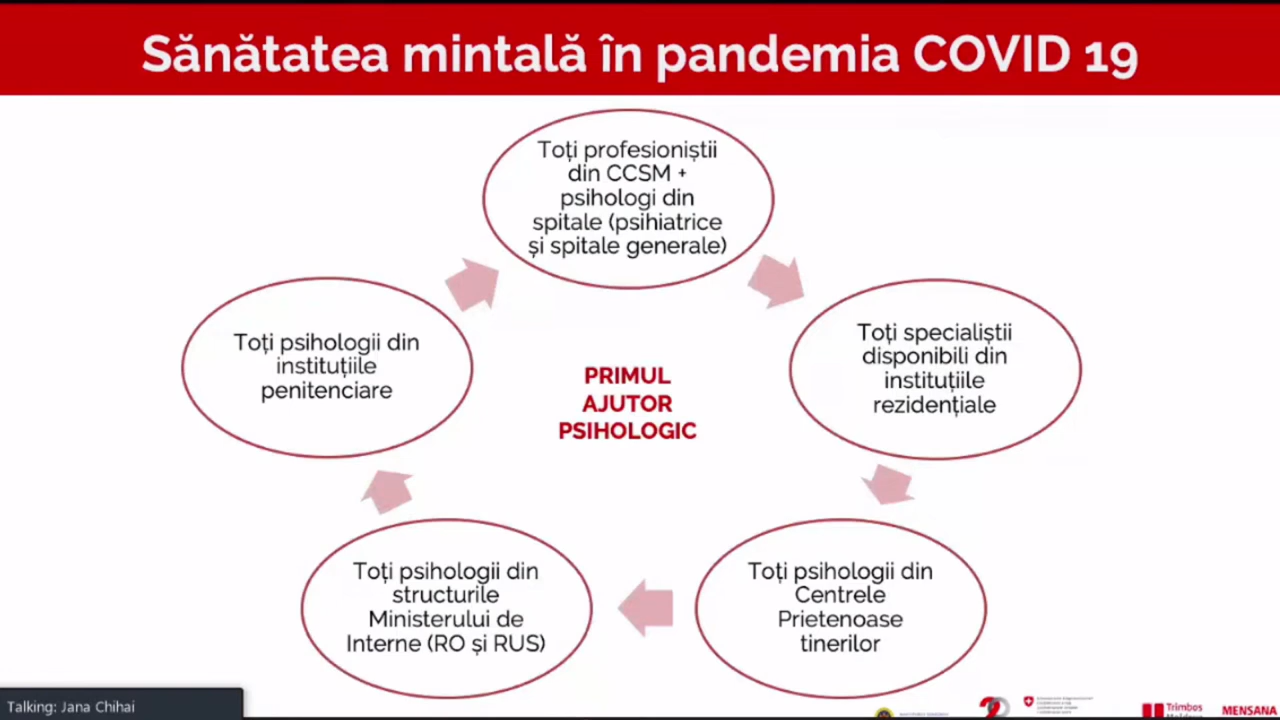 Sănătatea mintală în pandemia COVID 19
Toți profesioniștii
din CCSM +
psihologi din
spitale (psihiatrice
și spitale generale)
Toți specialiștii
disponibili din
instituțiile
rezidențiale
Toți psihologii din
Centrele
Prietenoase
tinerilor
Toți psihologii din
structurile
Ministerului de
Interne (RO și RUS)
Toți psihologii din
instituțiile
penitenciare
PRIMUL
AJUTOR
PSIHOLOGIC
Talking: Jana Chihai
Trimbos
MENSANA